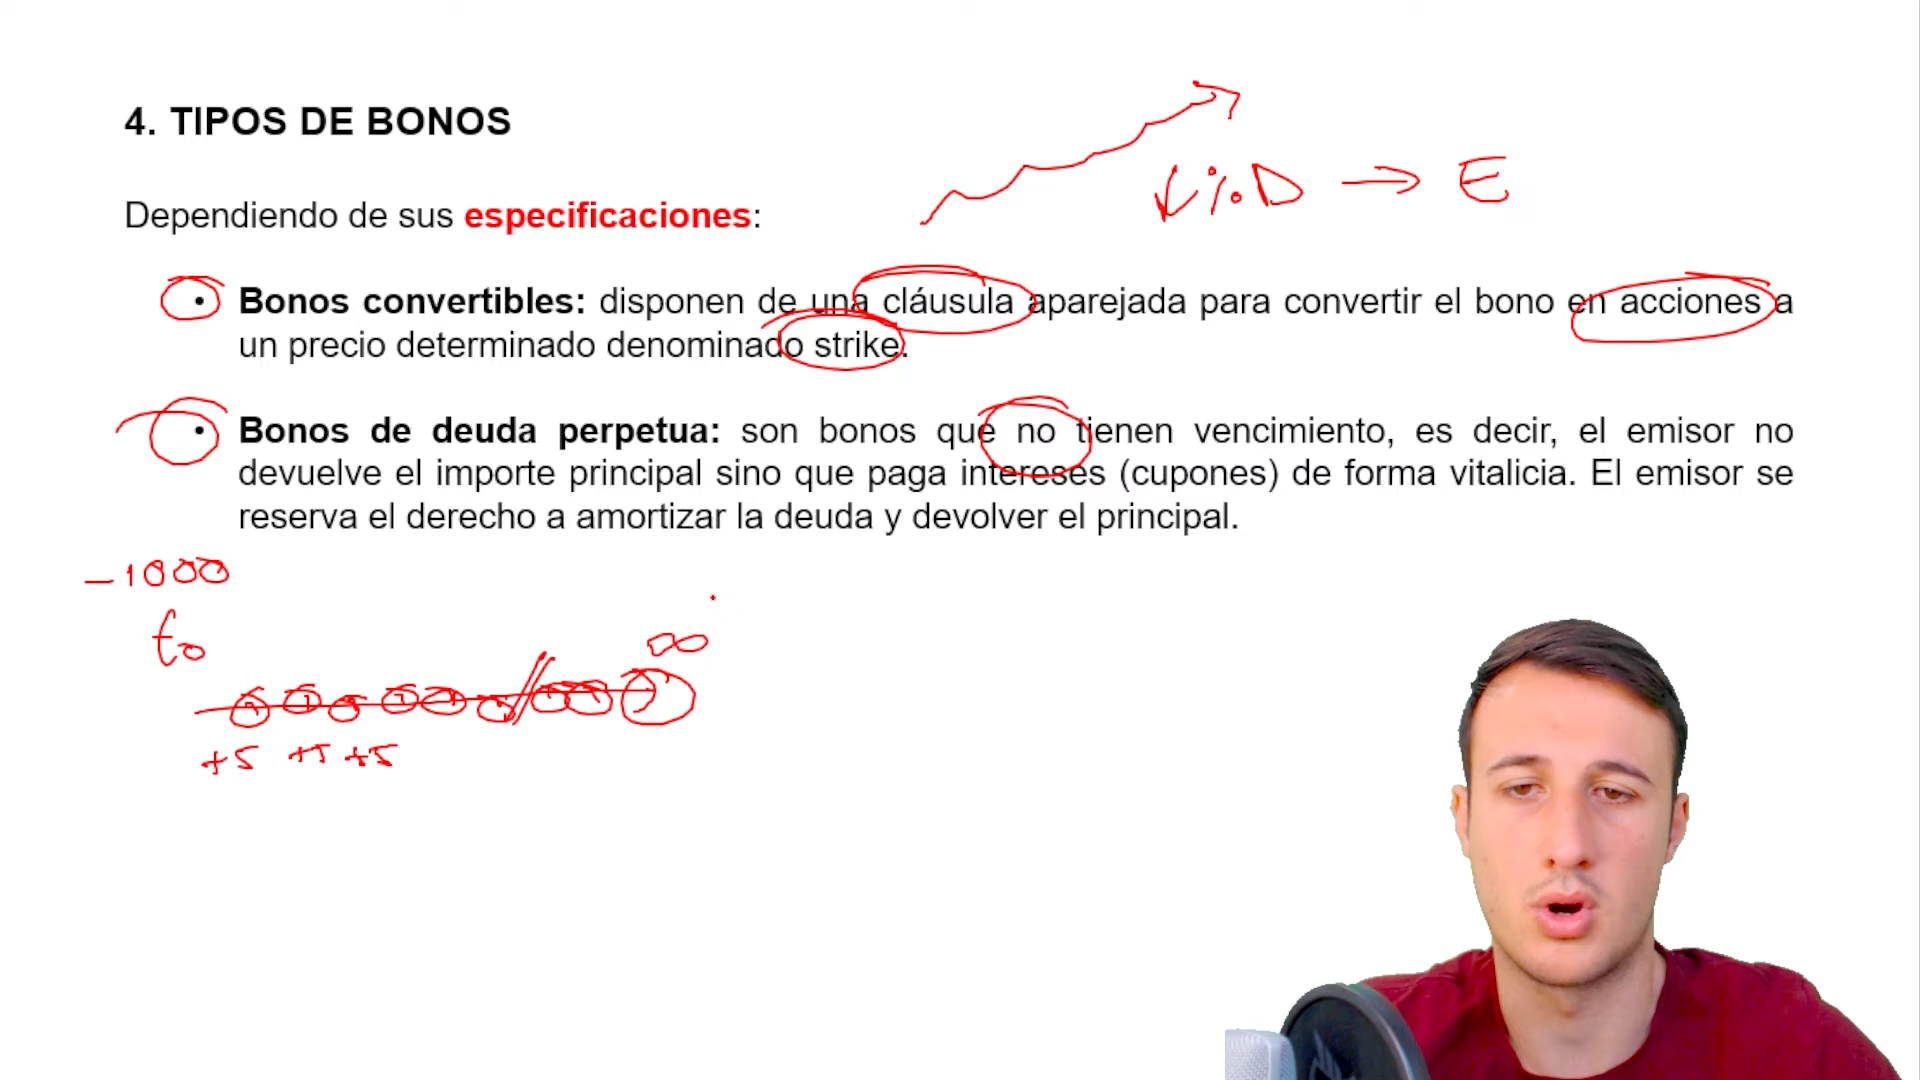 4. TIPOS DE BONOS
↓%D → E
Dependiendo de sus especificaciones:
• Bonos convertibles: disponen de una cláusula aparejada para convertir el bono en acciones a
un precio determinado denominado strike.
• Bonos de deuda perpetua: son bonos que no tienen vencimiento, es decir, el emisor no
devuelve el importe principal sino que paga intereses (cupones) de forma vitalicia. El emisor se
reserva el derecho a amortizar la deuda y devolver el principal.
-1000
to ∞
+5 +5 +5